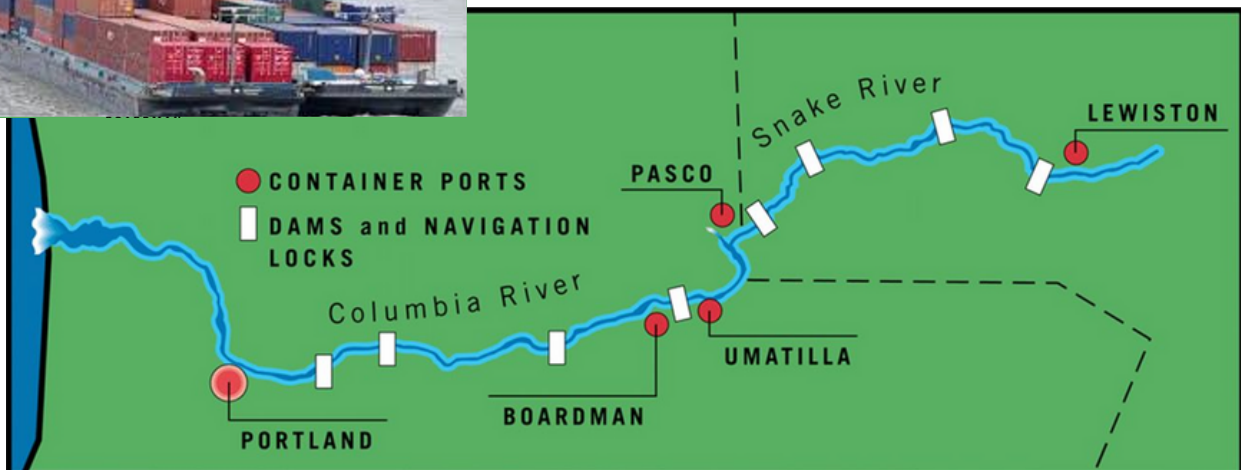 Snake River
LEWISTON
PASCO
CONTAINER PORTS
DAMS and NAVIGATION
LOCKS
Columbia River
UMATILLA
BOARDMAN
PORTLAND